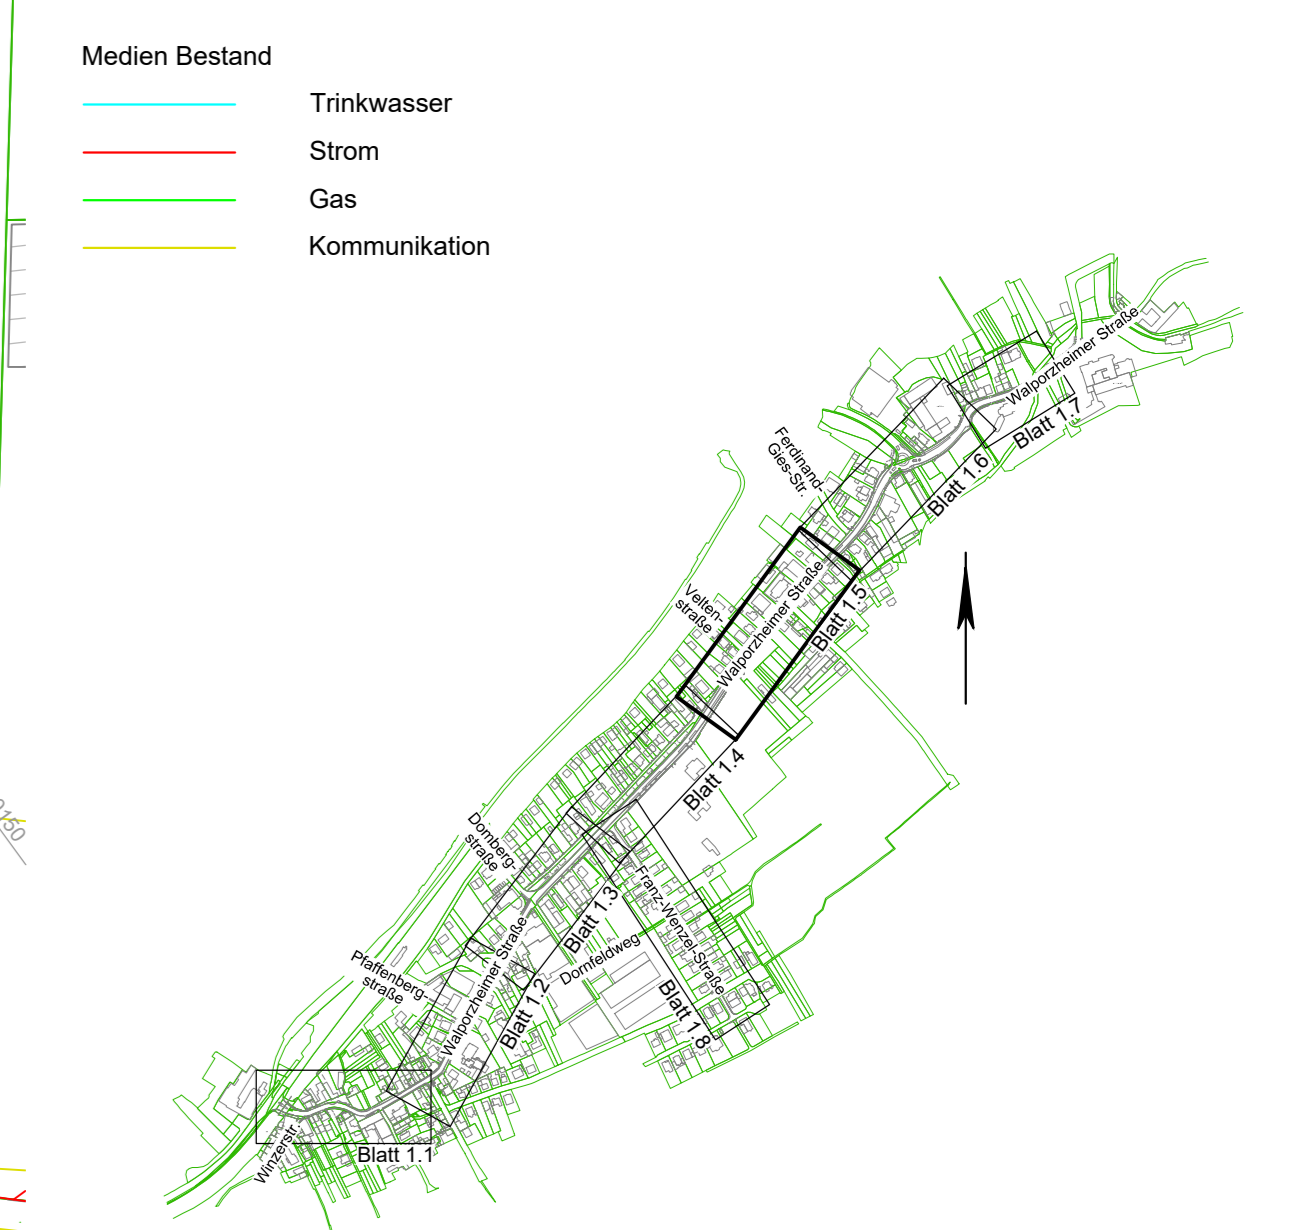 Medien Bestand
Trinkwasser
Strom
Gas
Kommunikation
Walporzheimer Straße
Blatt 1.7
Ferdinand-
Gies-Str.
Blatt 1.6
Velten-
straße
Walporzheimer Straße
Blatt 1.5
Blatt 1.4
Domberg-
straße
Franz-Wenzel-Straße
Blatt 1.3
Dornfeldweg
Walporzheimer Straße
Pfaffenberg-
straße
Blatt 1.2
Blatt 1.8
Winzerstr.
Blatt 1.1